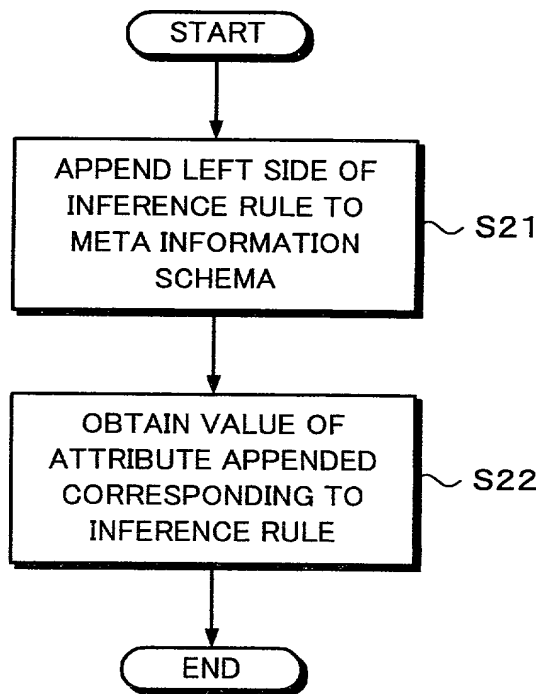 START
APPEND LEFT SIDE OF
INFERENCE RULE TO
META INFORMATION
SCHEMA
S21
OBTAIN VALUE OF
ATTRIBUTE APPENDED
CORRESPONDING TO
INFERENCE RULE
S22
END